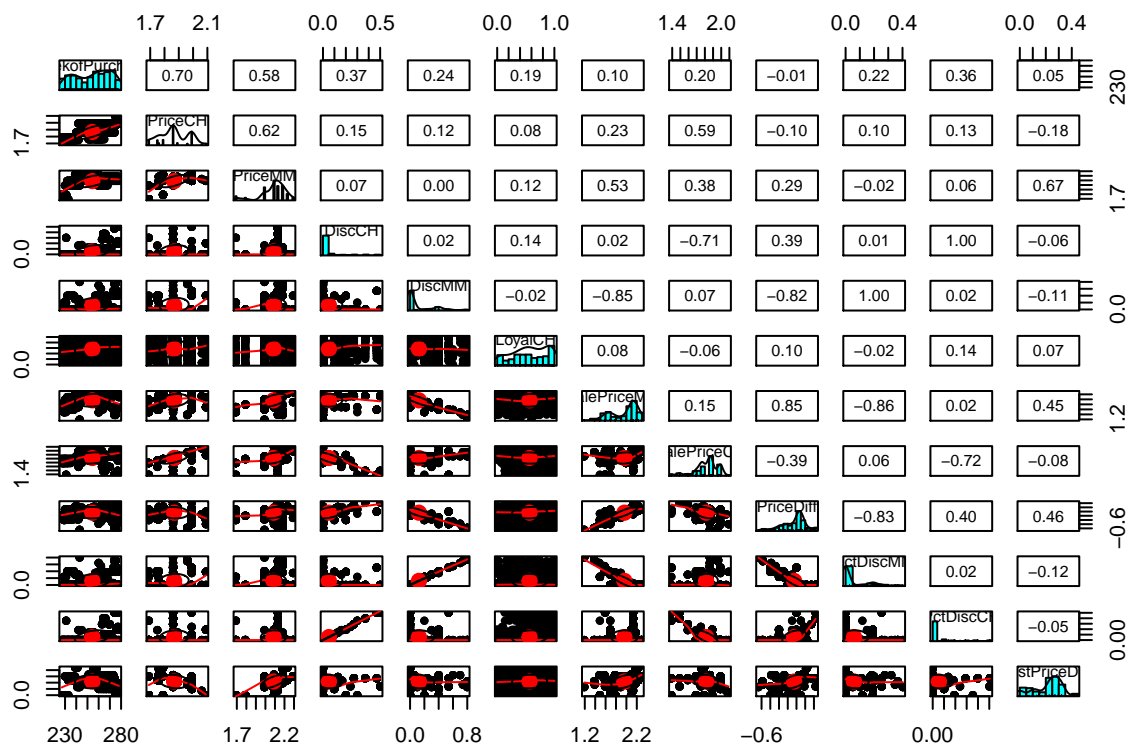 1.7 2.1 0.0 0.5 0.0 1.0 1.4 2.0 0.0 0.4 0.0 0.4
ekofPurch 0.70 0.58 0.37 0.24 0.19 0.10 0.20 −0.01 0.22 0.36 0.05 230
1.7 PriceCH 0.62 0.15 0.12 0.08 0.23 0.59 −0.10 0.10 0.13 −0.18
PriceMM 0.07 0.00 0.12 0.53 0.38 0.29 −0.02 0.06 0.67 1.7
0.0 DiscCH 0.02 0.14 0.02 −0.71 0.39 0.01 1.00 −0.06
DiscMM −0.02 −0.85 0.07 −0.82 1.00 0.02 −0.11 0.0
0.0 LoyalCH 0.08 −0.06 0.10 −0.02 0.14 0.07
alePriceM 0.15 0.85 −0.86 0.02 0.45 1.2
1.4 alePriceC −0.39 0.06 −0.72 −0.08
PriceDiff −0.83 0.40 0.46 −0.6
0.0 ctDiscM 0.02 −0.12
ctDiscC −0.05 0.00
0.0 stPriceD
230 280 1.7 2.2 0.0 0.8 1.2 2.2 −0.6 0.00